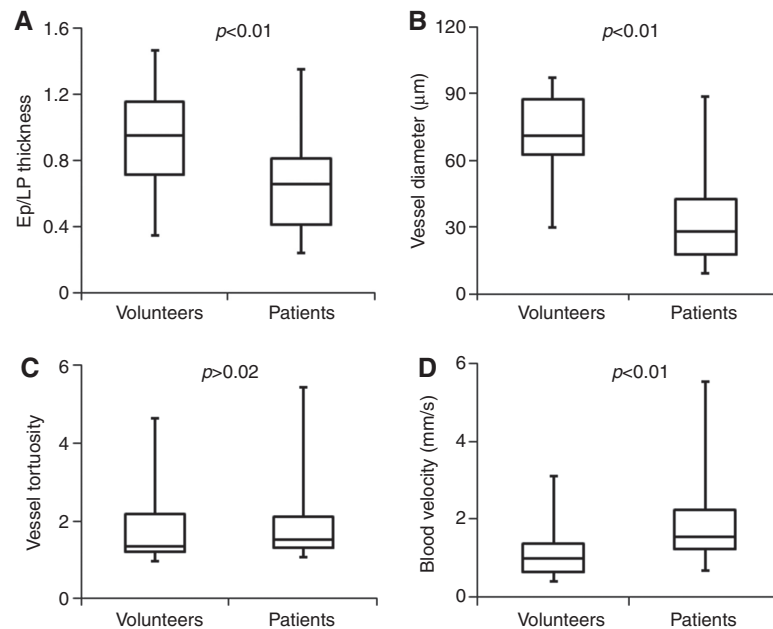 A
p<0.01
Ep/LP thickness
1.6
1.2
0.8
0.4
0
Volunteers Patients
B
p<0.01
Vessel diameter (μm)
120
90
60
30
0
Volunteers Patients
C
p>0.02
Vessel tortuosity
6
4
2
0
Volunteers Patients
D
p<0.01
Blood velocity (mm/s)
6
4
2
0
Volunteers Patients